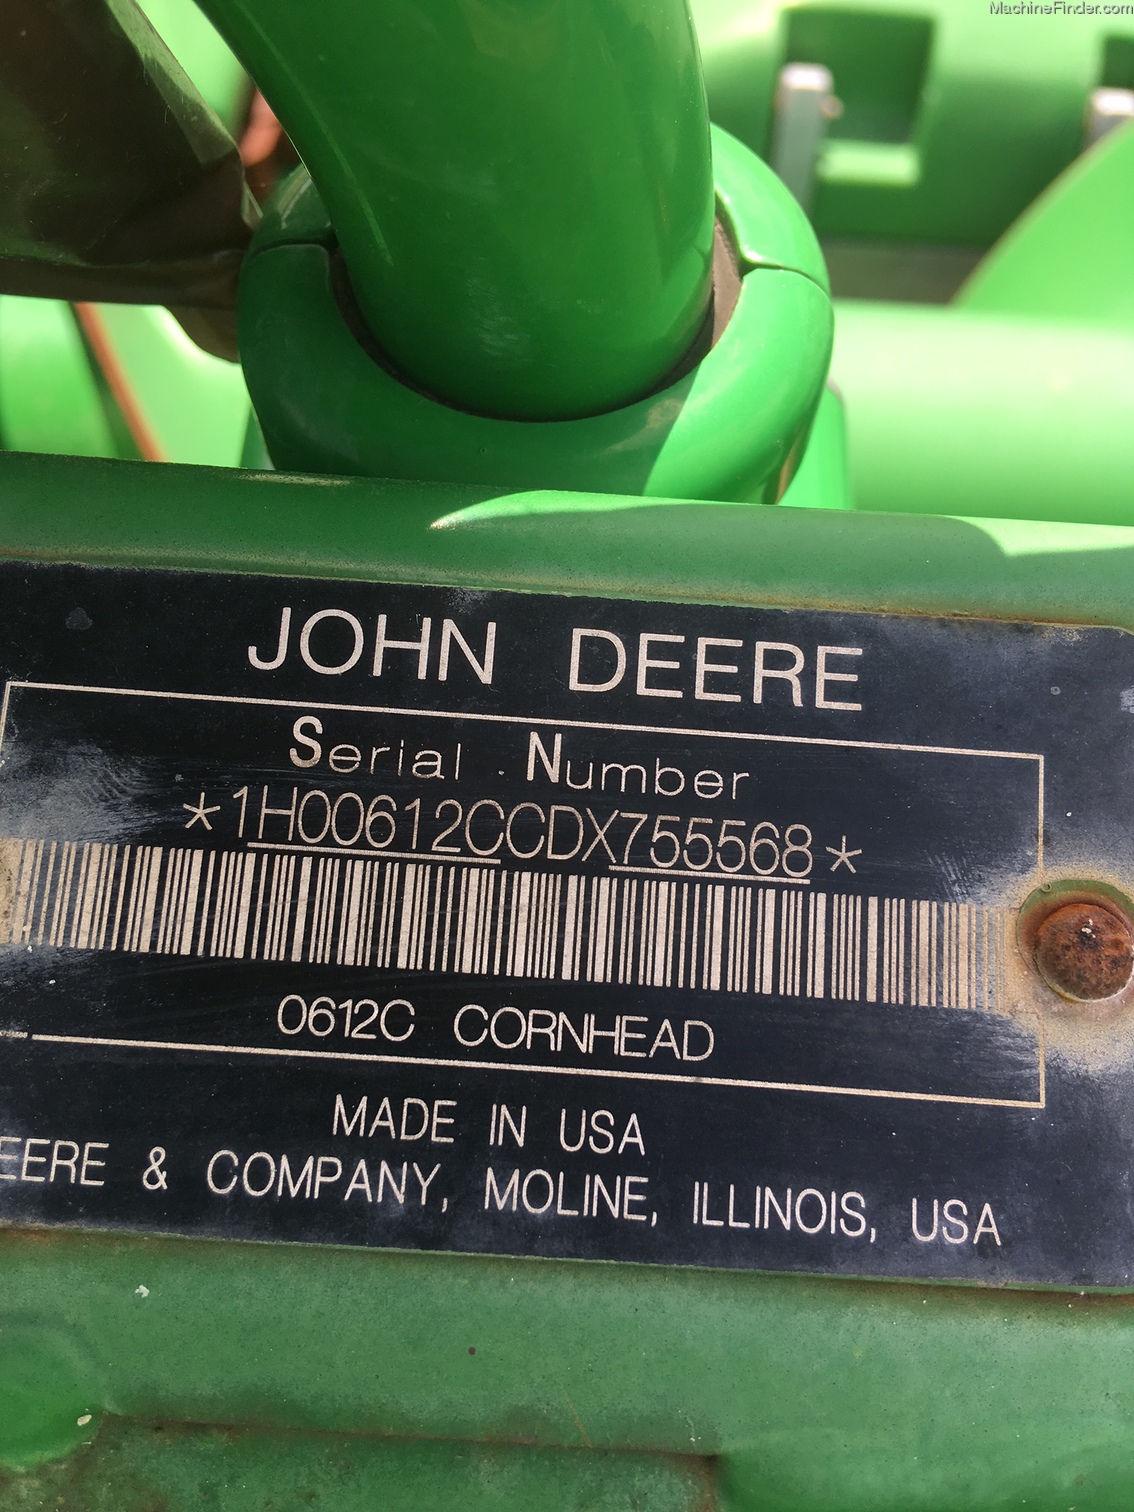 MachineFinder.com
JOHN DEERE
Serial Number
*1H00612CCDX755568*
0612C CORNHEAD
MADE IN USA
EERE & COMPANY, MOLINE, ILLINOIS, USA